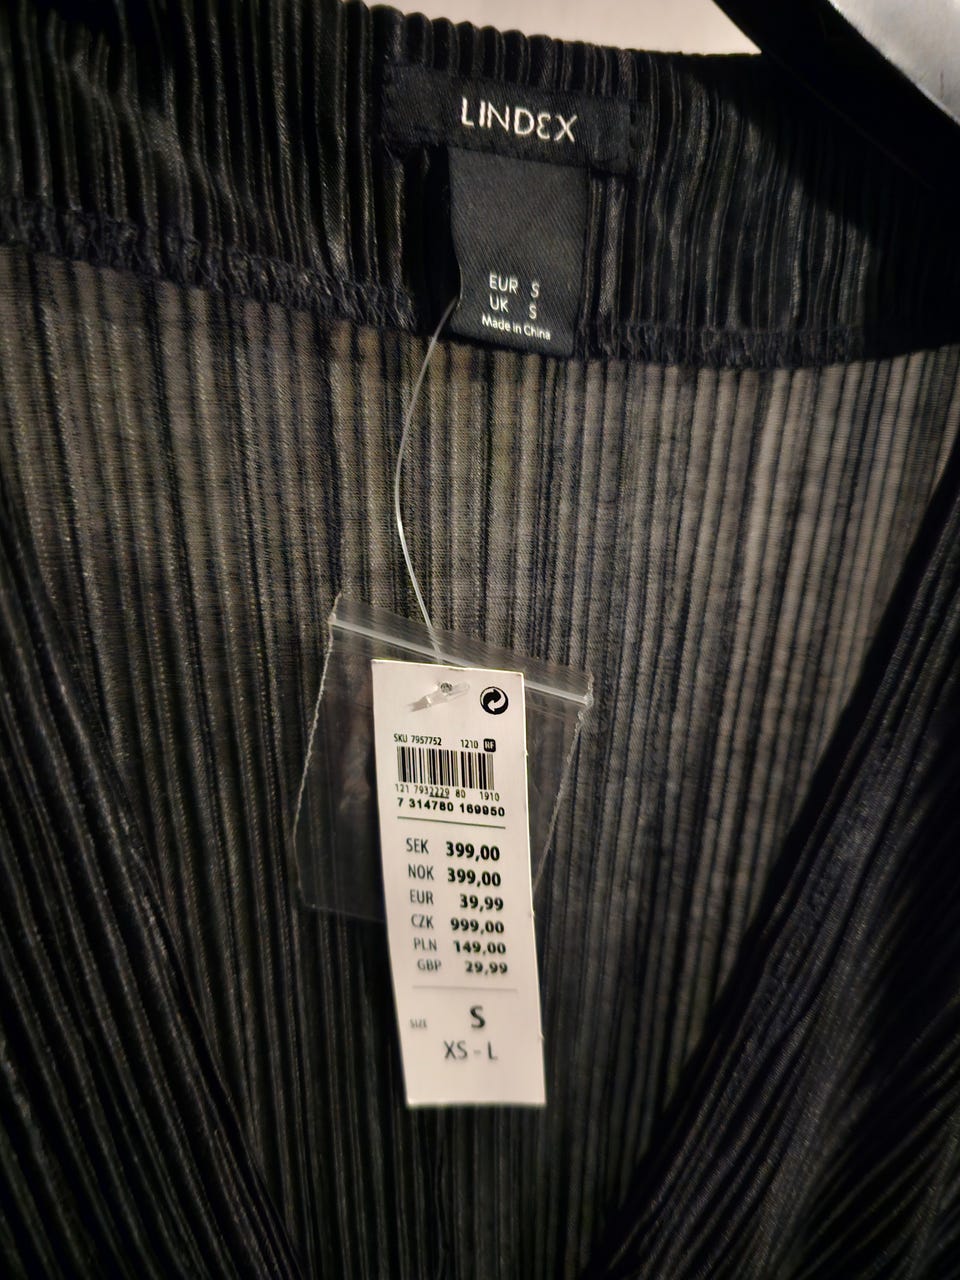 LINDEX
EUR S
UK S
Made in China
SKU 7957752 1210 NF
121 7932229 80 1910
7 314780 169950
SEK 399,00
NOK 399,00
EUR 39,99
CZK 999,00
PLN 149,00
GBP 29,99
SIZE S
XS - L